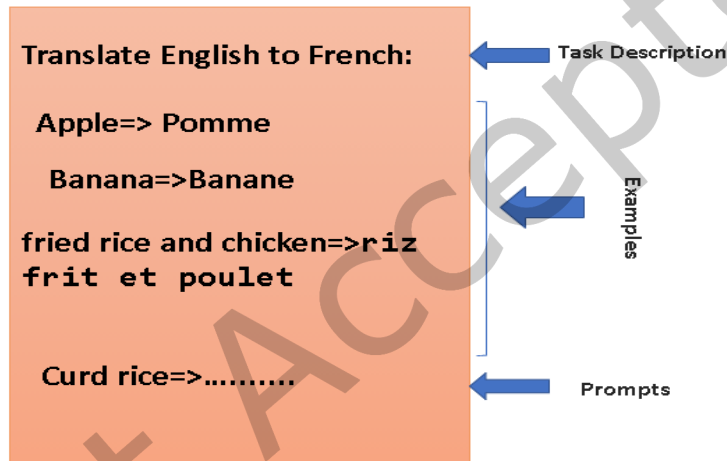 Translate English to French:
Task Description
Apple=> Pomme
Banana=>Banane
Examples
fried rice and chicken=>riz
frit et poulet
Curd rice=>..........
Prompts